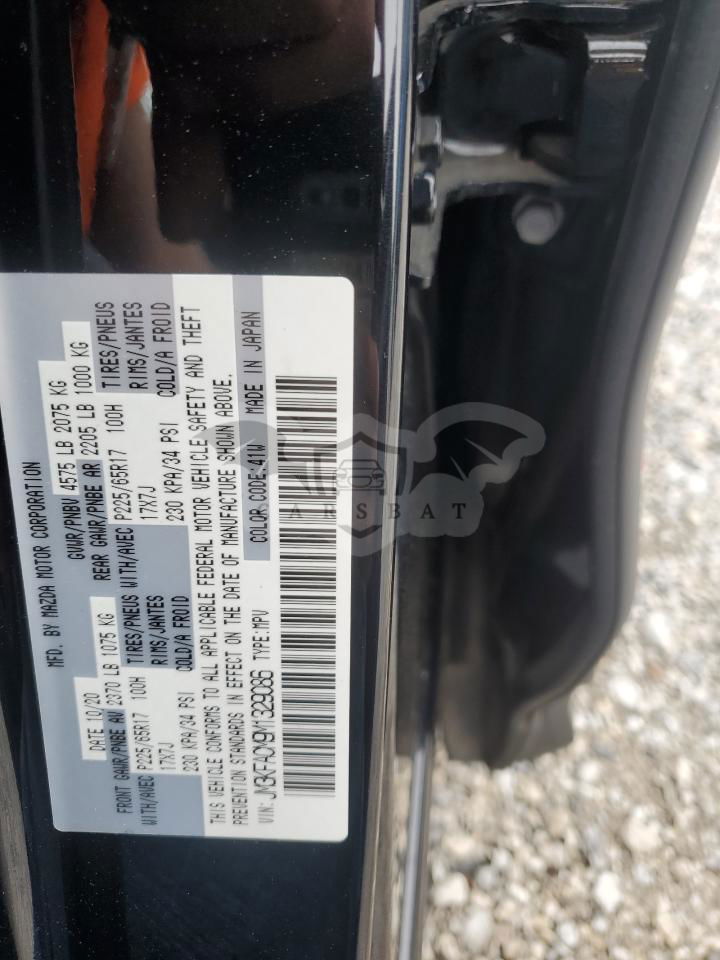 MFD. BY MAZDA MOTOR CORPORATION
DATE 10/20 GVWR/PNBV 4575 LB 2075 KG
FRONT GAWR/PNBE AV 2370 LB 1075 KG REAR GAWR/PNBE AR 2205 LB 1000 KG
WITH/AVEC P225/65R17 100H TIRES/PNEUS WITH/AVEC P225/65R17 100H TIRES/PNEUS
17X7J RIMS/JANTES 17X7J RIMS/JANTES
230 KPA/34 PSI COLD/A FROID 230 KPA/34 PSI COLD/A FROID
THIS VEHICLE CONFORMS TO ALL APPLICABLE FEDERAL MOTOR VEHICLE SAFETY AND THEFT
PREVENTION STANDARDS IN EFFECT ON THE DATE OF MANUFACTURE SHOWN ABOVE.
VIN: JM3KFACM9M1329086 TYPE:MPV COLOR CODE:41W MADE IN JAPAN
CARSBAT